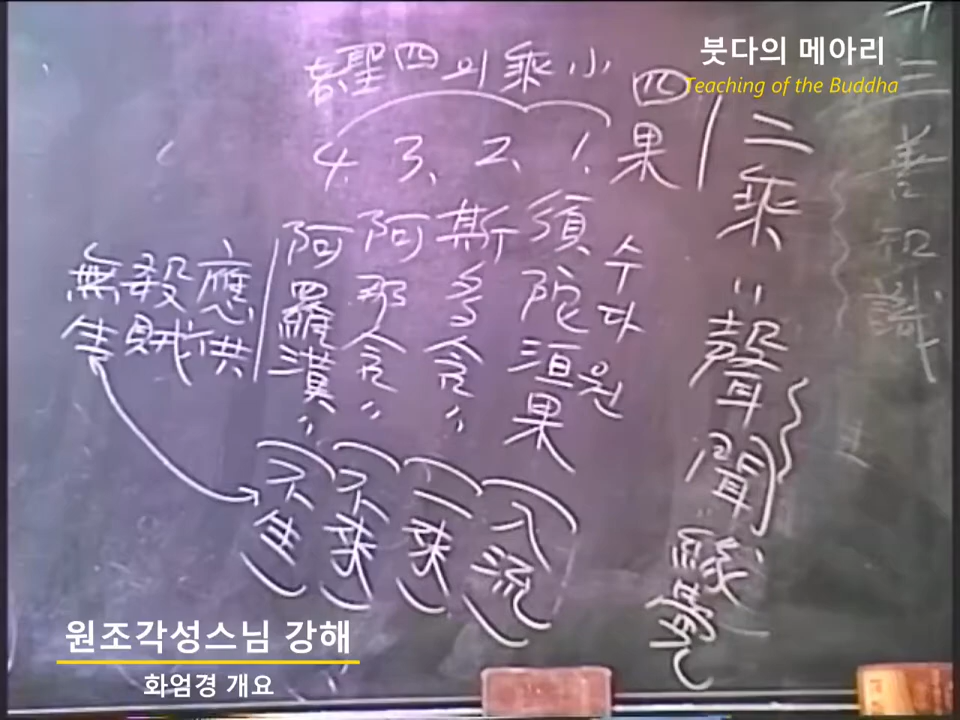 붓다의 메아리
Teaching of the Buddha
三善知識
二乘 〃 聲聞 緣覺
四果
小乘의 四聖者
1. 2. 3. 4.
수다원
須陀洹果
斯多含〃
阿那含〃
阿羅漢〃
(入流)
(一來)
(不來)
(不生)
應供
殺賊
無生
원조각성스님 강해
화엄경 개요